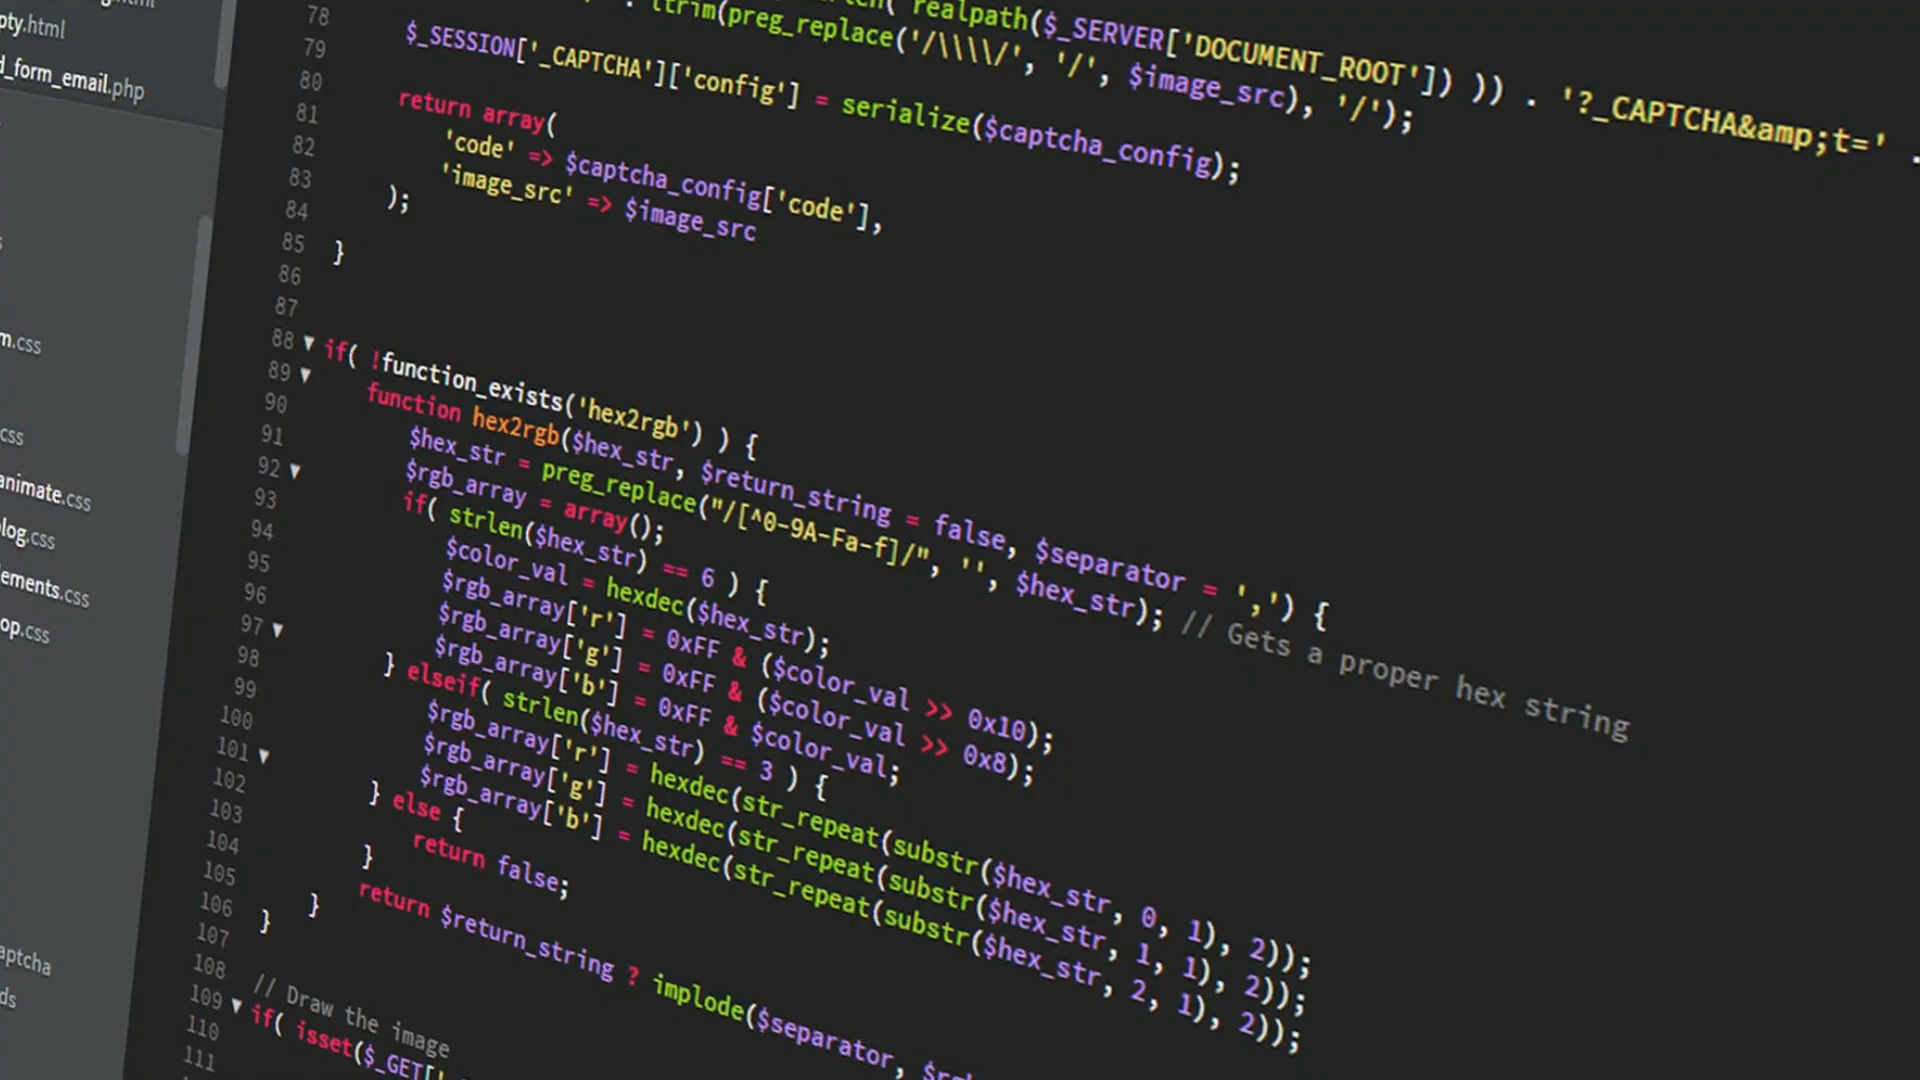 pty.html
d_form_email.php
m.css
css
animate.css
log.css
lements.css
op.css
aptcha
ds
78 realpath($_SERVER['DOCUMENT_ROOT']) )) . '?_CAPTCHA&amp;t=' .
79 ltrim(preg_replace('/\\\\/', '/', $image_src), '/');
80 $_SESSION['_CAPTCHA']['config'] = serialize($captcha_config);
81 return array(
82 'code' => $captcha_config['code'],
83 'image_src' => $image_src
84 );
85 }
86
87
88 if( !function_exists('hex2rgb') ) {
89 function hex2rgb($hex_str, $return_string = false, $separator = ',') {
90 $hex_str = preg_replace("/[^0-9A-Fa-f]/", '', $hex_str); // Gets a proper hex string
91 $rgb_array = array();
92 if( strlen($hex_str) == 6 ) {
93 $color_val = hexdec($hex_str);
94 $rgb_array['r'] = 0xFF & ($color_val >> 0x10);
95 $rgb_array['g'] = 0xFF & ($color_val >> 0x8);
96 $rgb_array['b'] = 0xFF & $color_val;
97 } elseif( strlen($hex_str) == 3 ) {
98 $rgb_array['r'] = hexdec(str_repeat(substr($hex_str, 0, 1), 2));
99 $rgb_array['g'] = hexdec(str_repeat(substr($hex_str, 1, 1), 2));
100 $rgb_array['b'] = hexdec(str_repeat(substr($hex_str, 2, 1), 2));
101 } else {
102 return false;
103 }
104 return $return_string ? implode($separator,
105 }
106 }
107
108 // Draw the image
109 if( isset($_GET['
110
111